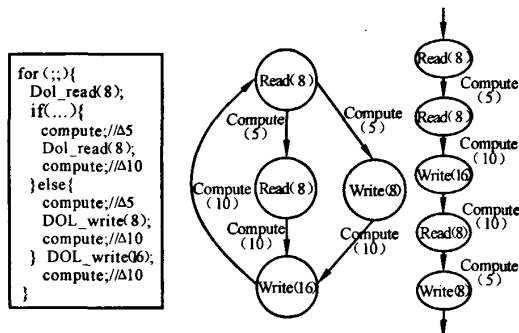 for (;;){
Dol_read(8);
if(...){
compute;//Δ5
Dol_read(8);
compute;//Δ10
}else{
compute;//Δ5
DOL_write(8);
compute;//Δ10
} DOL_write(16);
compute;//Δ10
}
Read(8)
Compute
(5)
Compute
(5)
Read(8)
Write(8)
Compute
(10)
Compute
(10)
Compute
(10)
Write(16)
Read(8)
Compute
(5)
Read(8)
Compute
(10)
Write(16)
Compute
(10)
Read(8)
Compute
(5)
Write(8)